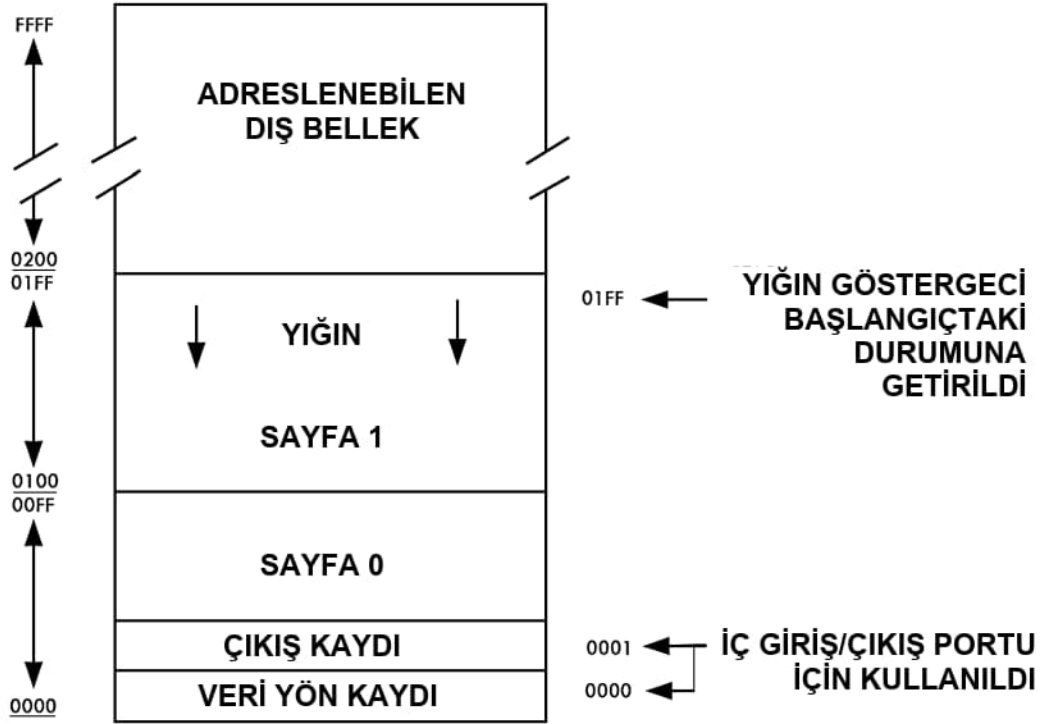 FFFF
ADRESLENEBİLEN
DIŞ BELLEK
0200
01FF
YIĞIN
01FF
YIĞIN GÖSTERGECİ
BAŞLANGIÇTAKİ
DURUMUNA
GETİRİLDİ
SAYFA 1
0100
00FF
SAYFA 0
ÇIKIŞ KAYDI
0001
İÇ GİRİŞ/ÇIKIŞ PORTU
İÇİN KULLANILDI
VERİ YÖN KAYDI
0000
0000